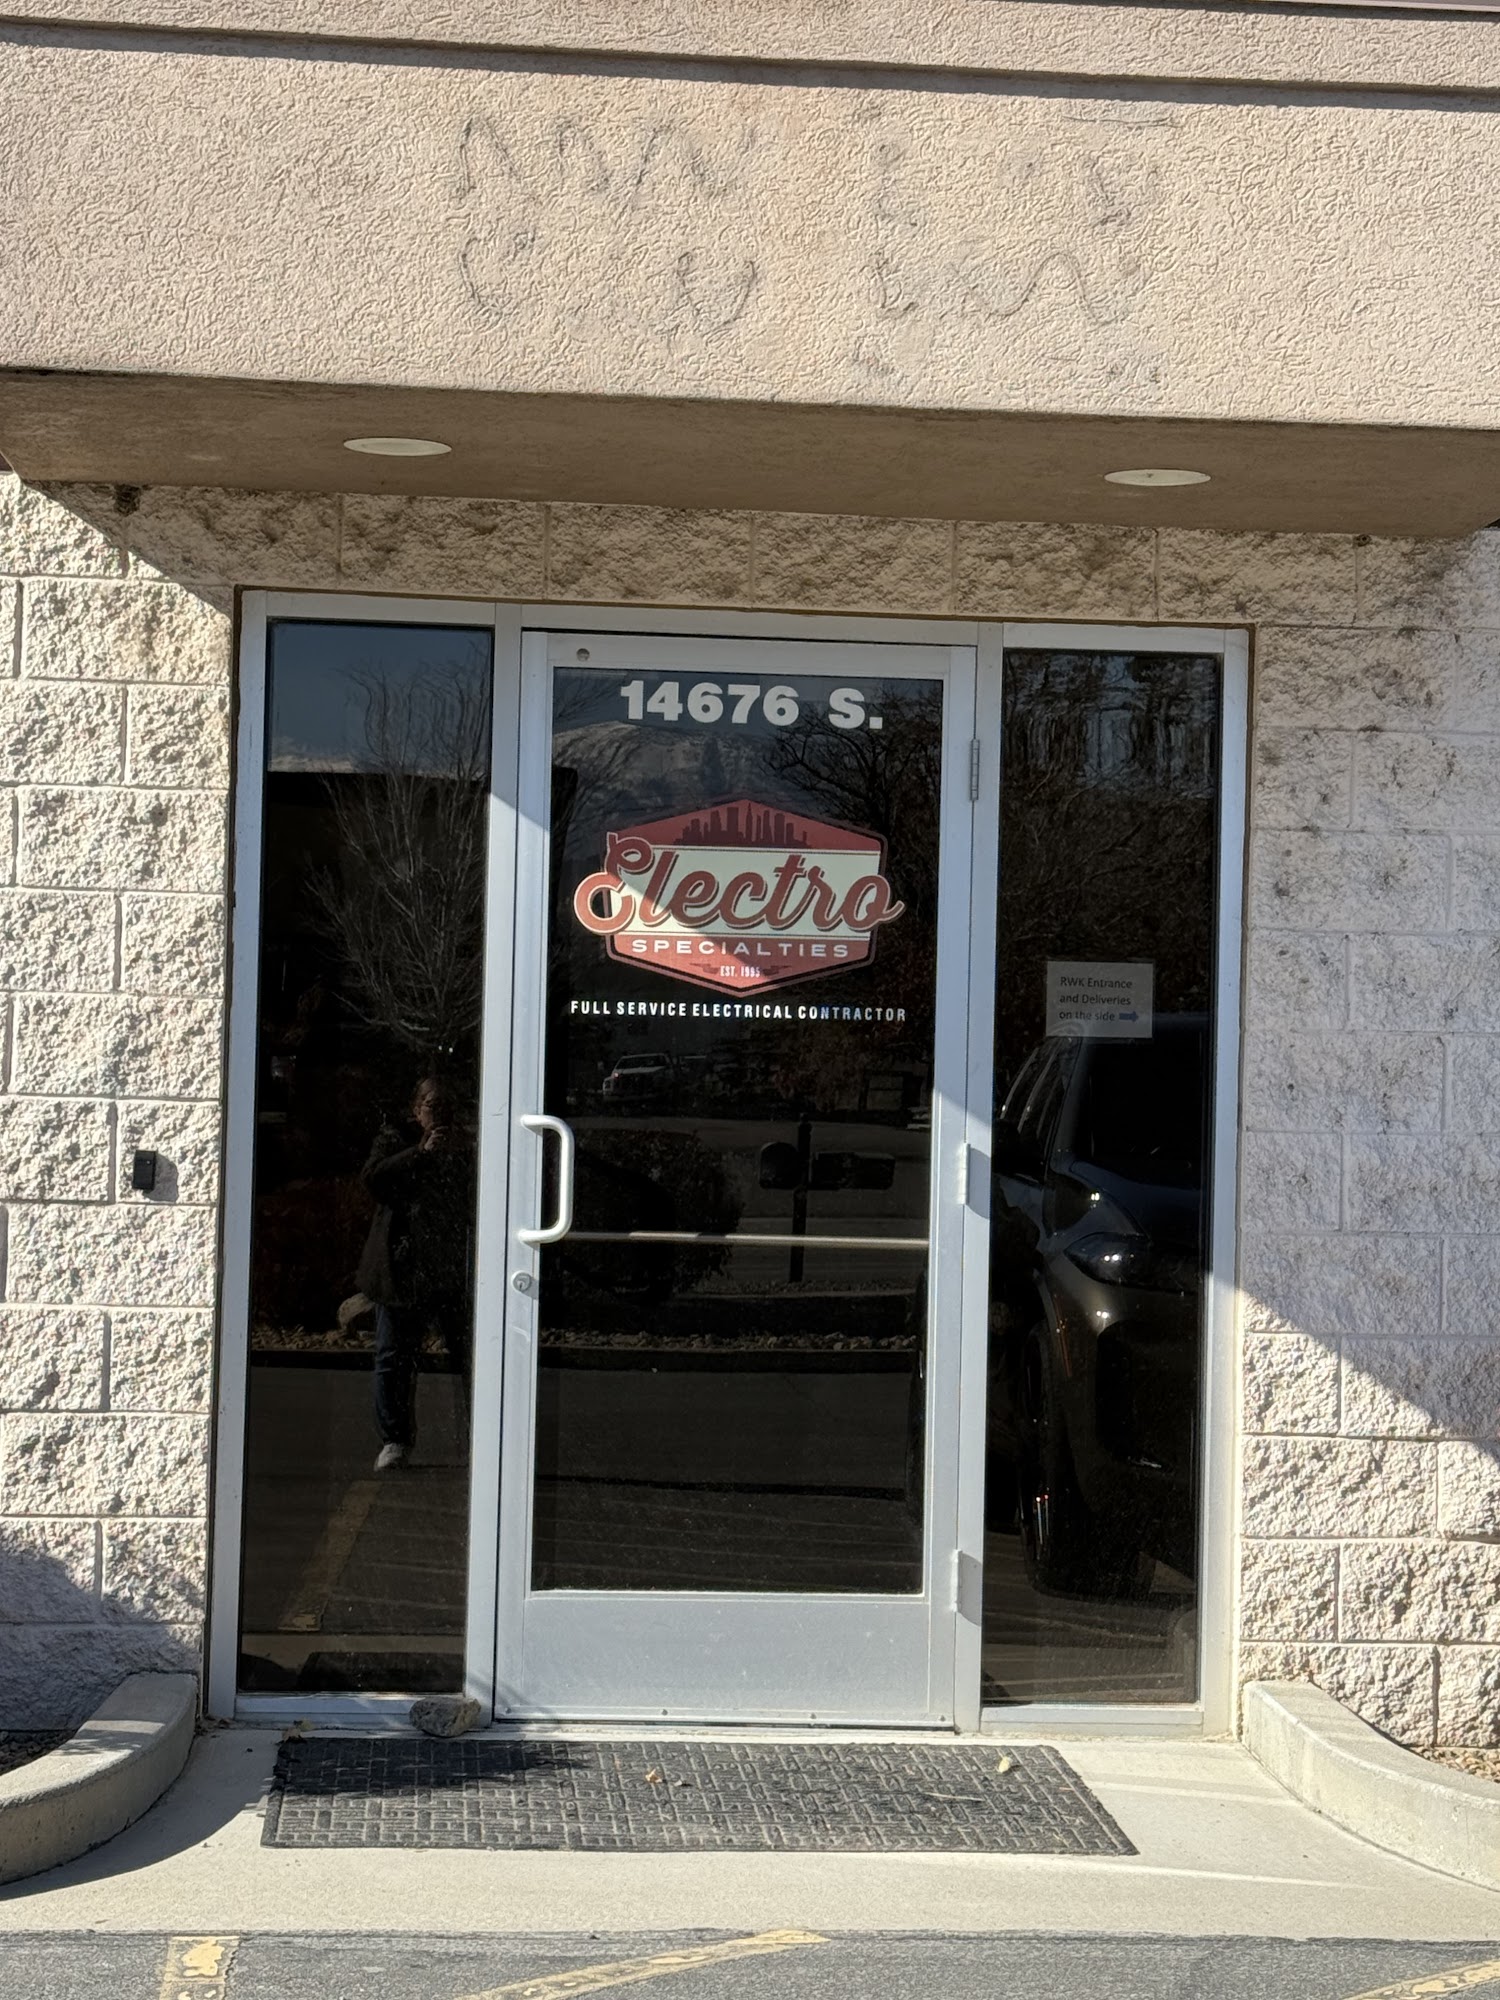 14676 S.
Electro
SPECIALTIES
EST. 1995
FULL SERVICE ELECTRICAL CONTRACTOR
RWK Entrance
and Deliveries
on the side